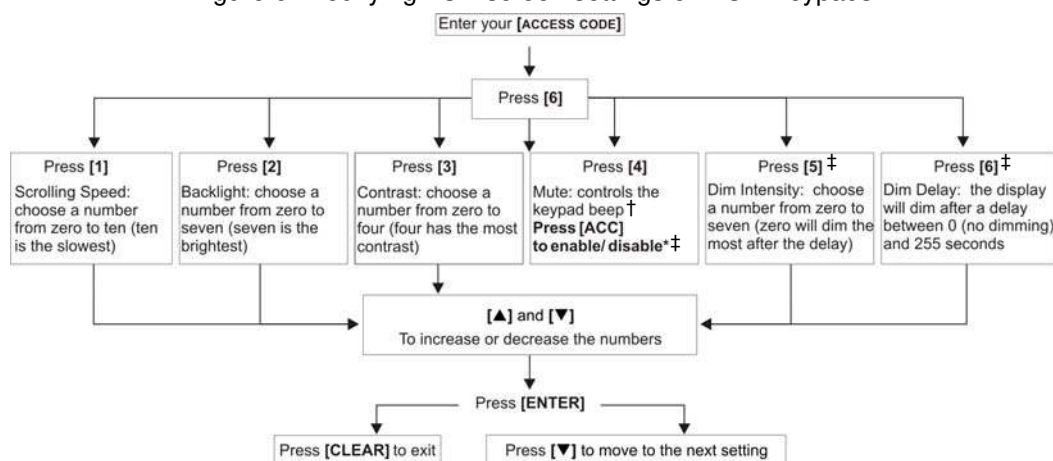 Enter your [ACCESS CODE]
Press [6]
Press [1]
Scrolling Speed:
choose a number
from zero to ten (ten
is the slowest)
Press [2]
Backlight: choose a
number from zero to
seven (seven is the
brightest)
Press [3]
Contrast: choose a
number from zero to
four (four has the most
contrast)
Press [4]
Mute: controls the
keypad beep†
Press [ACC]
to enable/ disable*‡
Press [5]‡
Dim Intensity: choose
a number from zero to
seven (zero will dim the
most after the delay)
Press [6]‡
Dim Delay: the display
will dim after a delay
between 0 (no dimming)
and 255 seconds
[▲] and [▼]
To increase or decrease the numbers
Press [ENTER]
Press [CLEAR] to exit
Press [▼] to move to the next setting